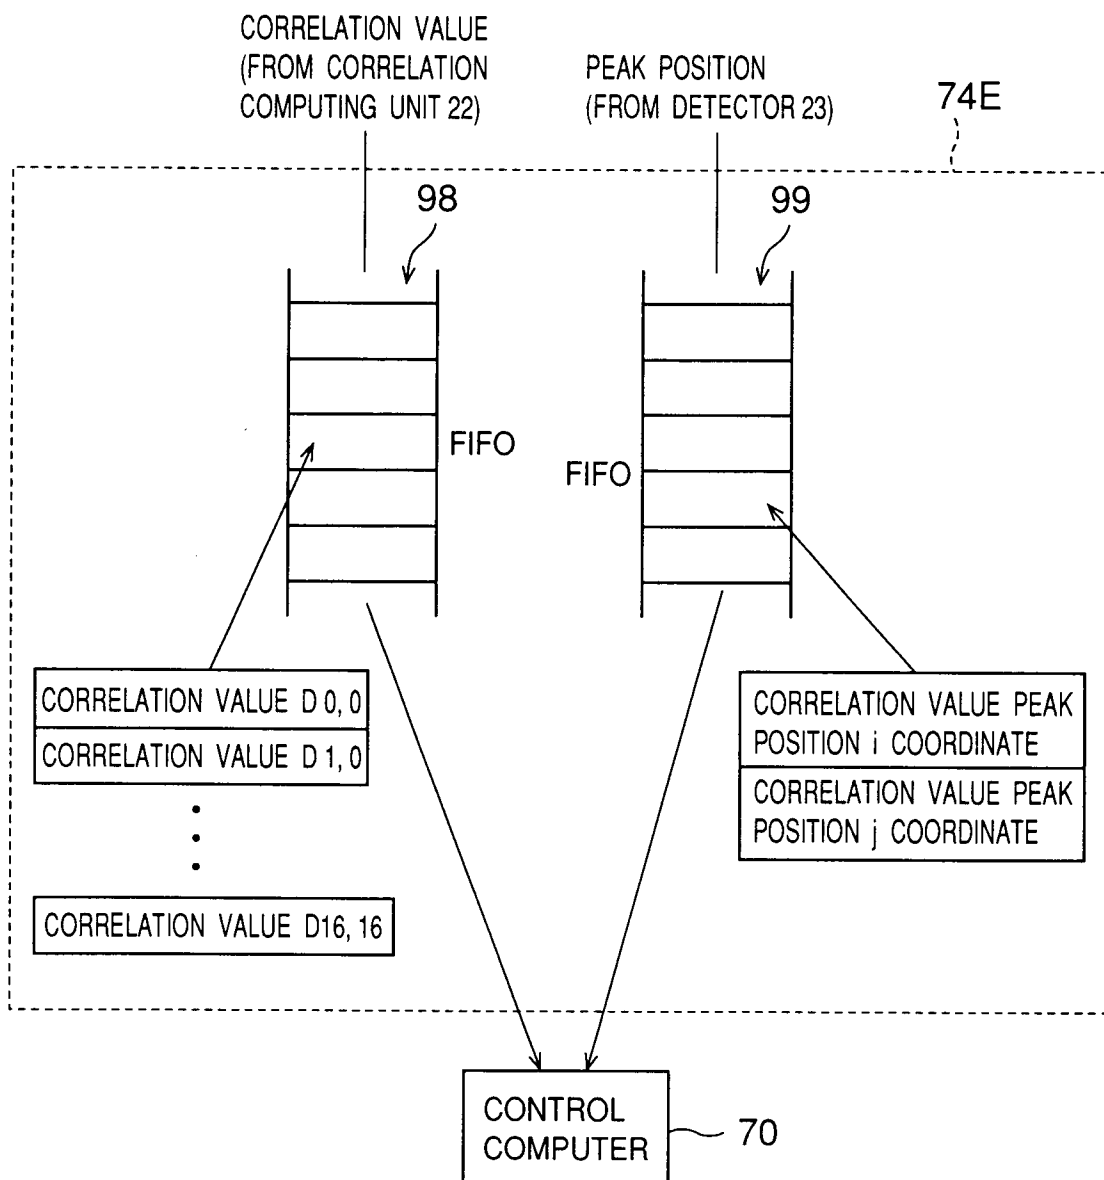 CORRELATION VALUE
(FROM CORRELATION
COMPUTING UNIT 22)
PEAK POSITION
(FROM DETECTOR 23)
74E
98
99
FIFO
FIFO
CORRELATION VALUE D 0, 0
CORRELATION VALUE D 1, 0
CORRELATION VALUE D16, 16
CORRELATION VALUE PEAK
POSITION i COORDINATE
CORRELATION VALUE PEAK
POSITION j COORDINATE
CONTROL
COMPUTER
70